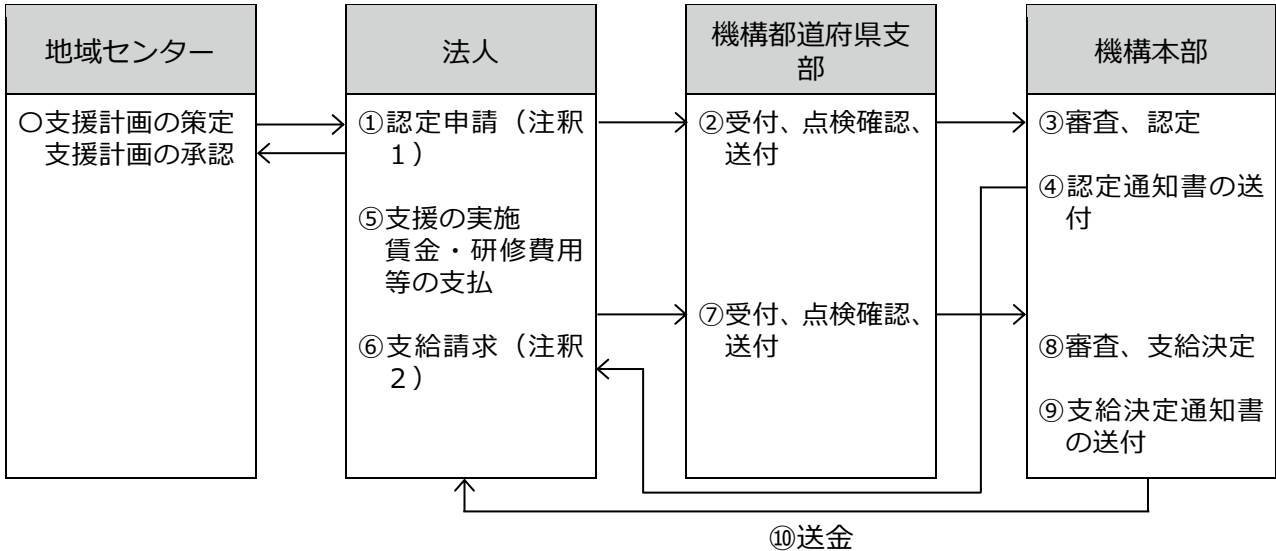 地域センター
〇支援計画の策定
支援計画の承認
法人
①認定申請（注釈
１）
⑤支援の実施
賃金・研修費用
等の支払
⑥支給請求（注釈
２）
機構都道府県支
部
②受付、点検確認、
送付
⑦受付、点検確認、
送付
機構本部
③審査、認定
④認定通知書の送
付
⑧審査、支給決定
⑨支給決定通知書
の送付
⑩送金